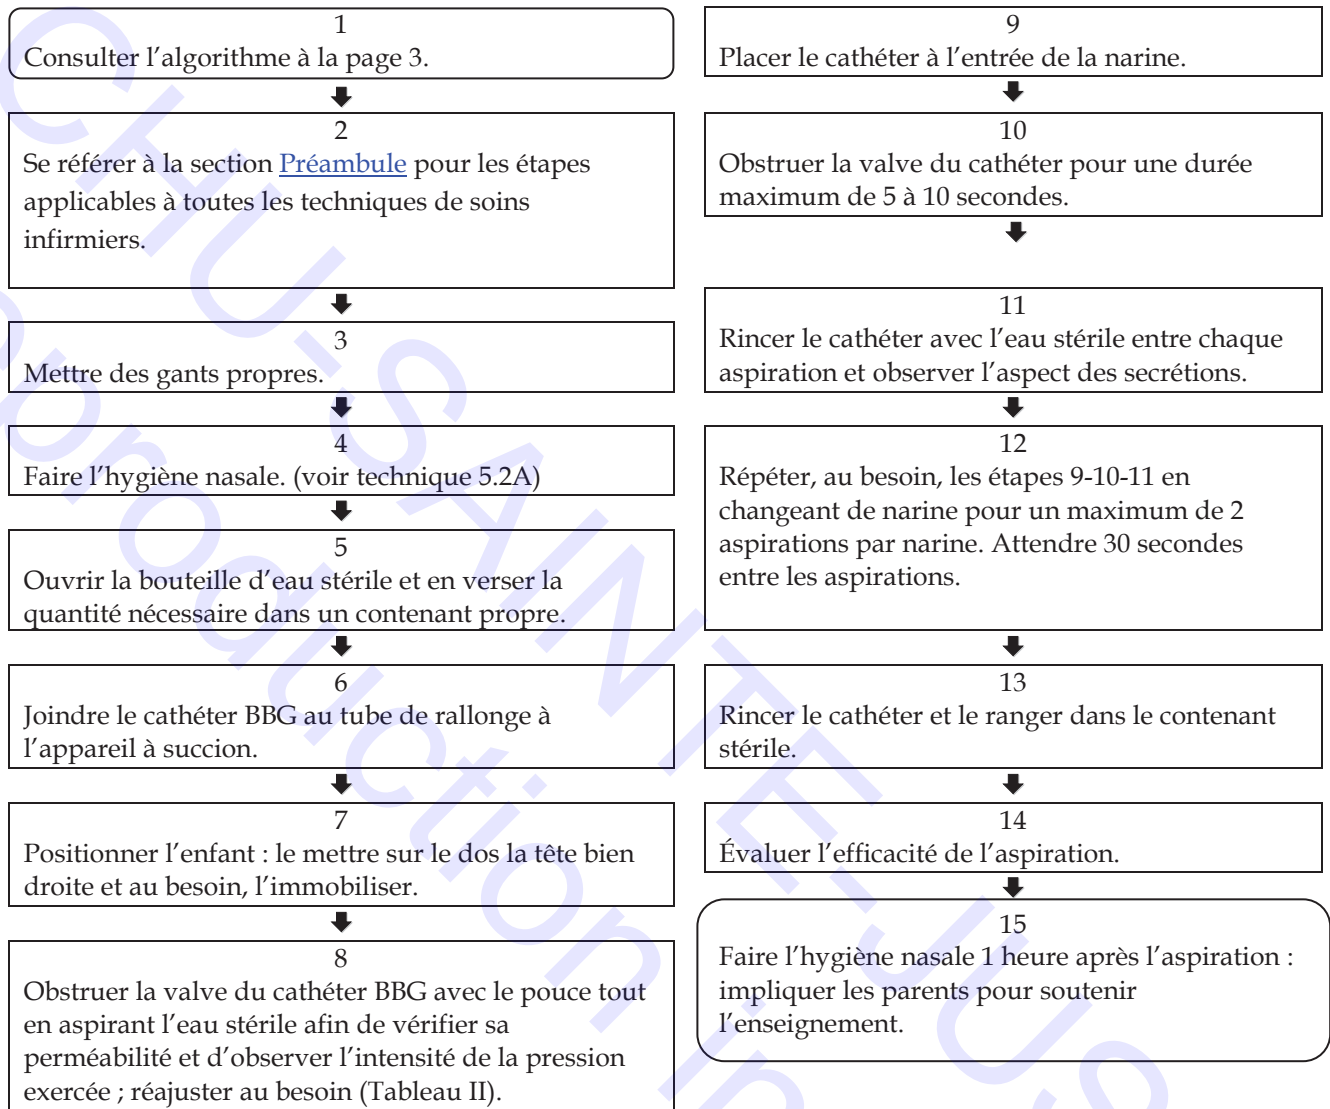 1
Consulter l'algorithme à la page 3.
2
Se référer à la section Préambule pour les étapes
applicables à toutes les techniques de soins
infirmiers.
3
Mettre des gants propres.
4
Faire l'hygiène nasale. (voir technique 5.2A)
5
Ouvrir la bouteille d'eau stérile et en verser la
quantité nécessaire dans un contenant propre.
6
Joindre le cathéter BBG au tube de rallonge à
l'appareil à succion.
7
Positionner l'enfant : le mettre sur le dos la tête bien
droite et au besoin, l'immobiliser.
8
Obstruer la valve du cathéter BBG avec le pouce tout
en aspirant l'eau stérile afin de vérifier sa
perméabilité et d'observer l'intensité de la pression
exercée ; réajuster au besoin (Tableau II).
9
Placer le cathéter à l'entrée de la narine.
10
Obstruer la valve du cathéter pour une durée
maximum de 5 à 10 secondes.
11
Rincer le cathéter avec l'eau stérile entre chaque
aspiration et observer l'aspect des secrétions.
12
Répéter, au besoin, les étapes 9-10-11 en
changeant de narine pour un maximum de 2
aspirations par narine. Attendre 30 secondes
entre les aspirations.
13
Rincer le cathéter et le ranger dans le contenant
stérile.
14
Évaluer l'efficacité de l'aspiration.
15
Faire l'hygiène nasale 1 heure après l'aspiration :
impliquer les parents pour soutenir
l'enseignement.
CHU-SAINTE-JUS
production in